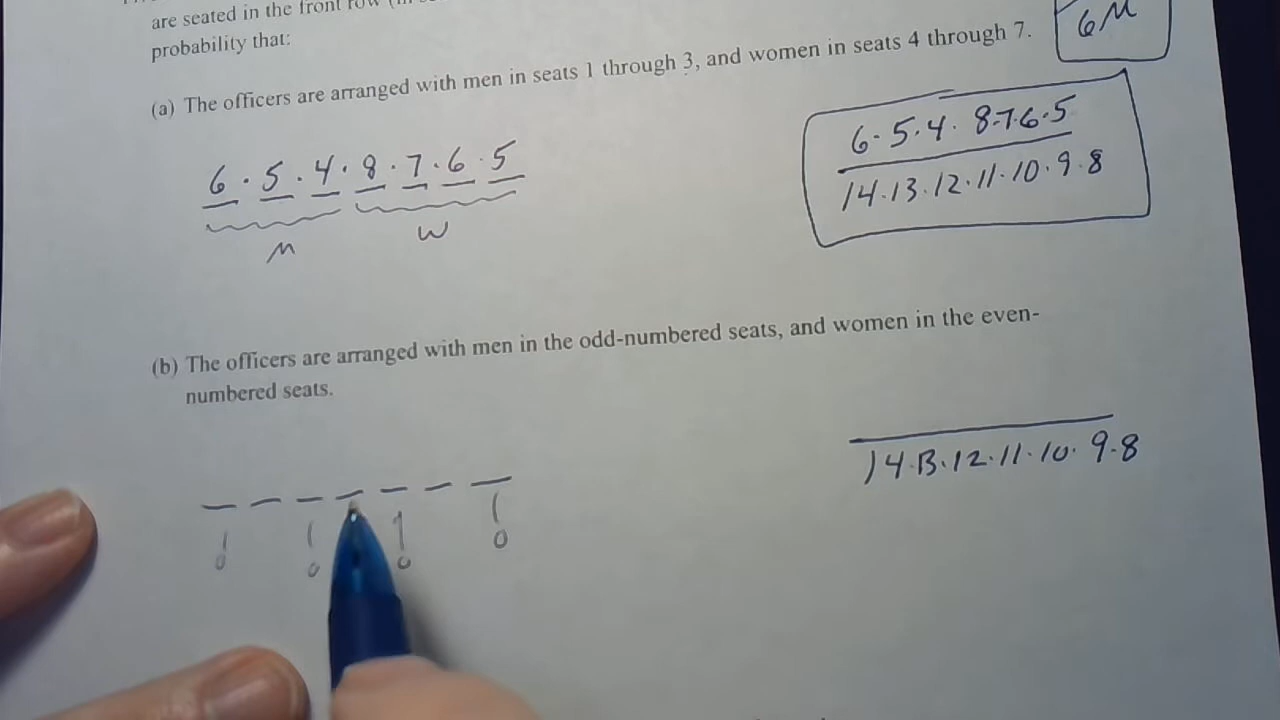 are seated in the front row
probability that:
6M
(a) The officers are arranged with men in seats 1 through 3, and women in seats 4 through 7.
6 · 5 · 4 · 8 · 7 · 6 · 5
M W
6 · 5 · 4 · 8 · 7 · 6 · 5
14 · 13 · 12 · 11 · 10 · 9 · 8
(b) The officers are arranged with men in the odd-numbered seats, and women in the even-
numbered seats.
14 · 13 · 12 · 11 · 10 · 9 · 8